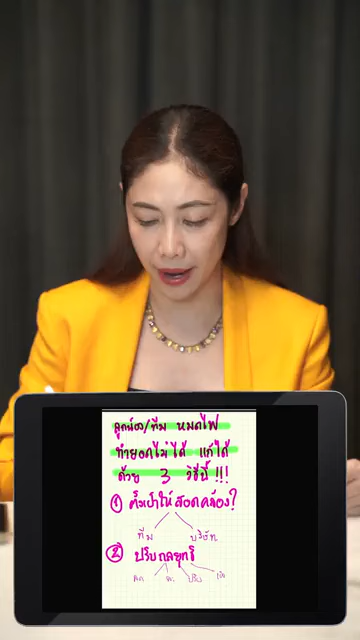 ลูกน้อง/ทีม หมดไฟ
ทำยอดไม่ได้ แก้ได้
ด้วย 3 วิธีนี้ !!!
① ตั้งเป้าให้สอดคล้อง?
ทีม บริษัท
② ปรับกลยุทธ์